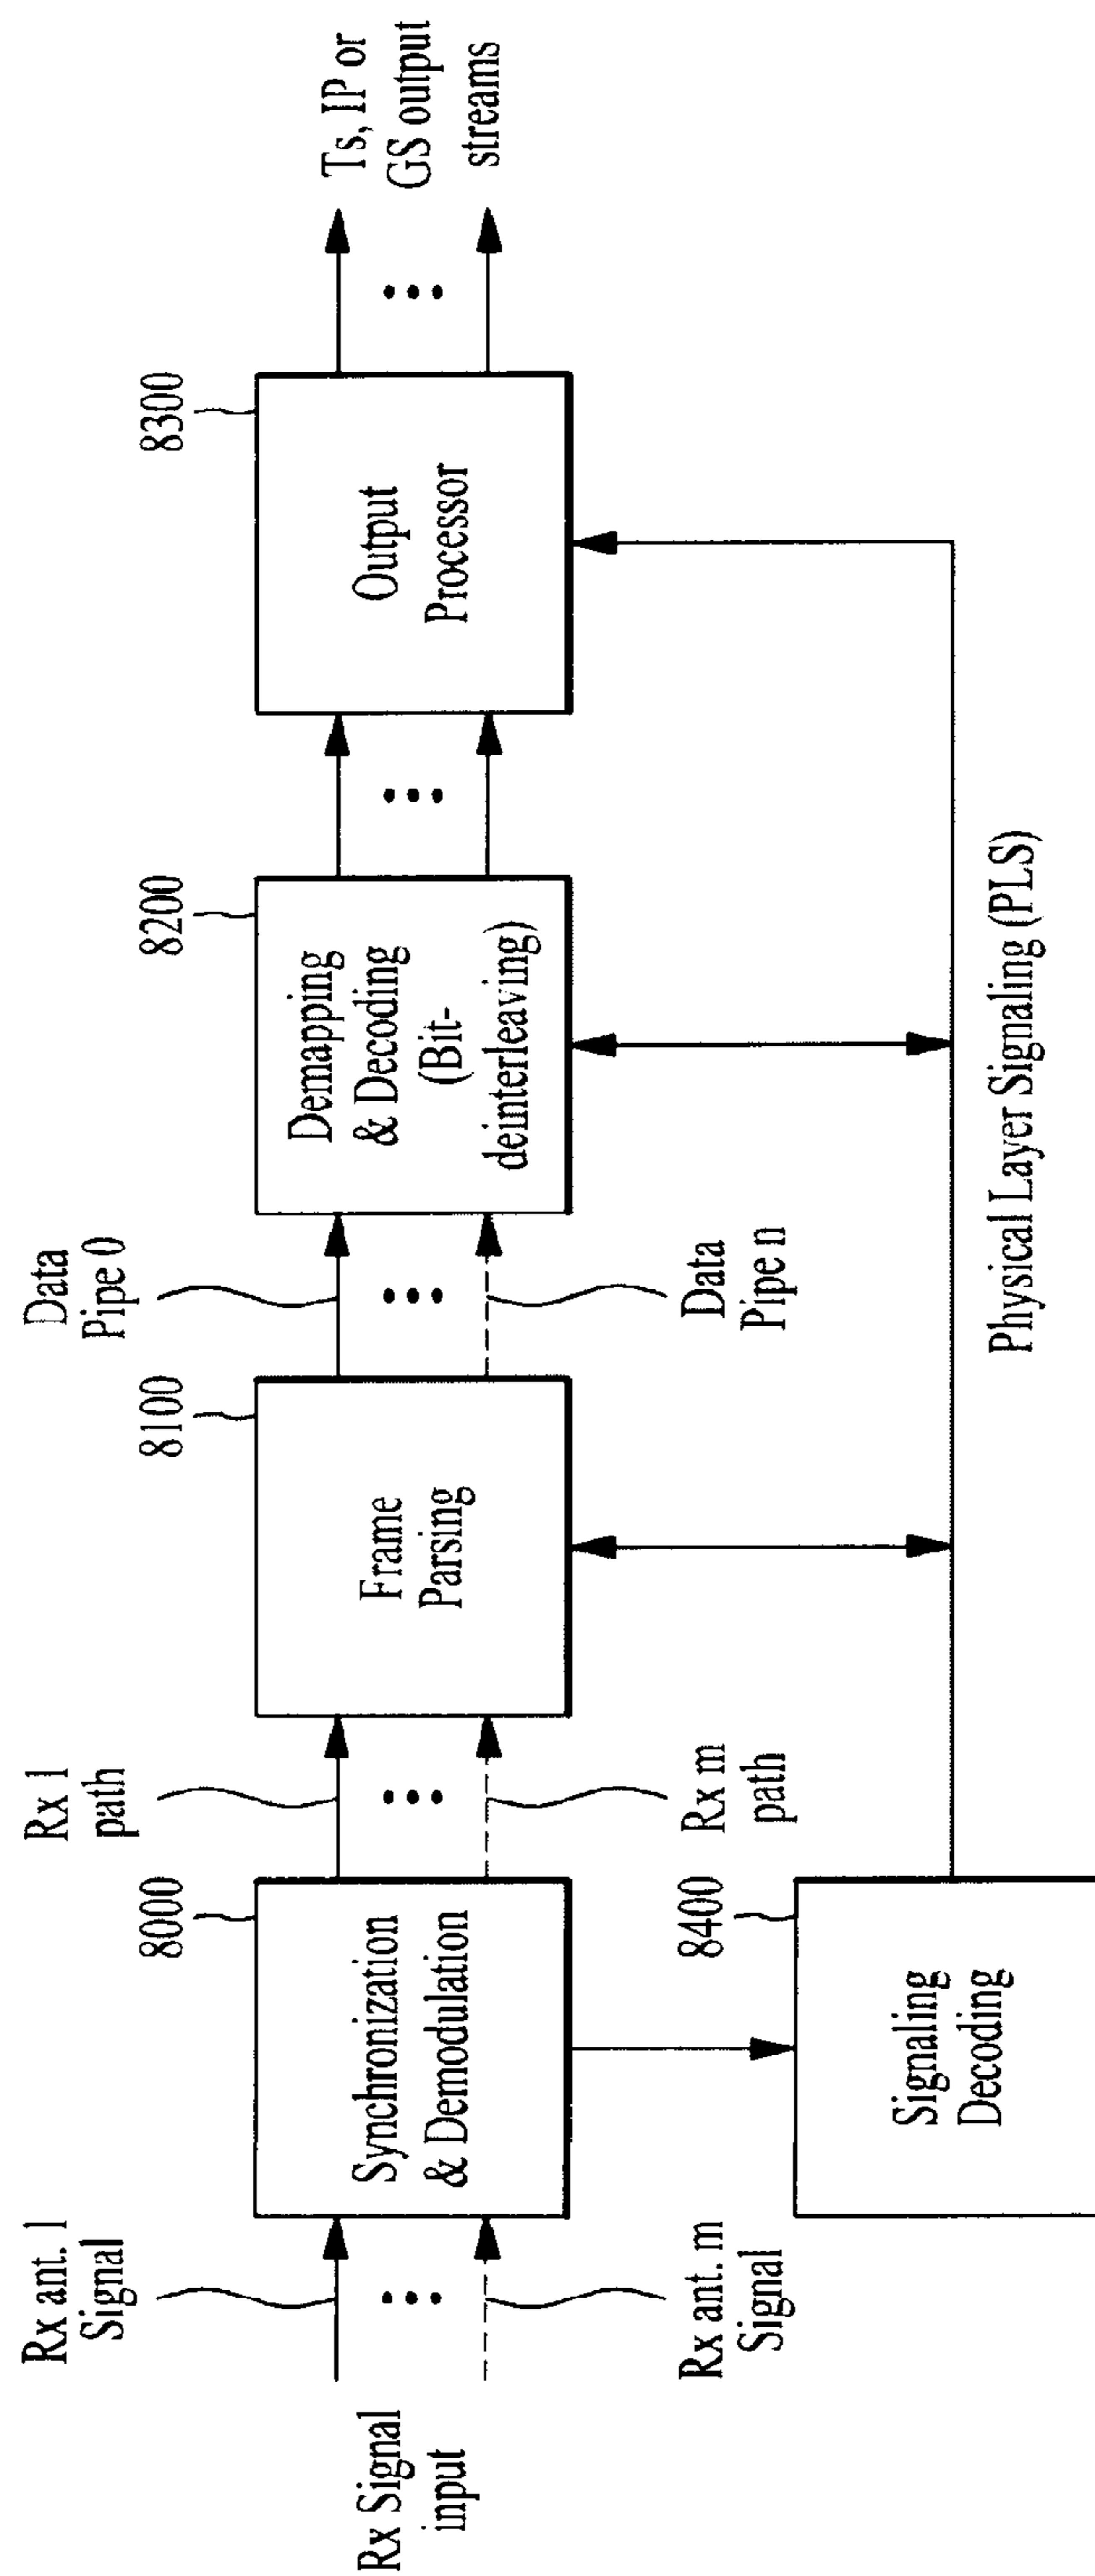 Rx Signal
input
Rx ant. 1
Signal
Rx ant. m
Signal
8000
Synchronization
& Demodulation
Rx 1
path
Rx m
path
8400
Signaling
Decoding
8100
Frame
Parsing
Data
Pipe 0
Data
Pipe n
8200
Demapping
& Decoding
(Bit-
deinterleaving)
8300
Output
Processor
Ts, IP or
GS output
streams
Physical Layer Signaling (PLS)